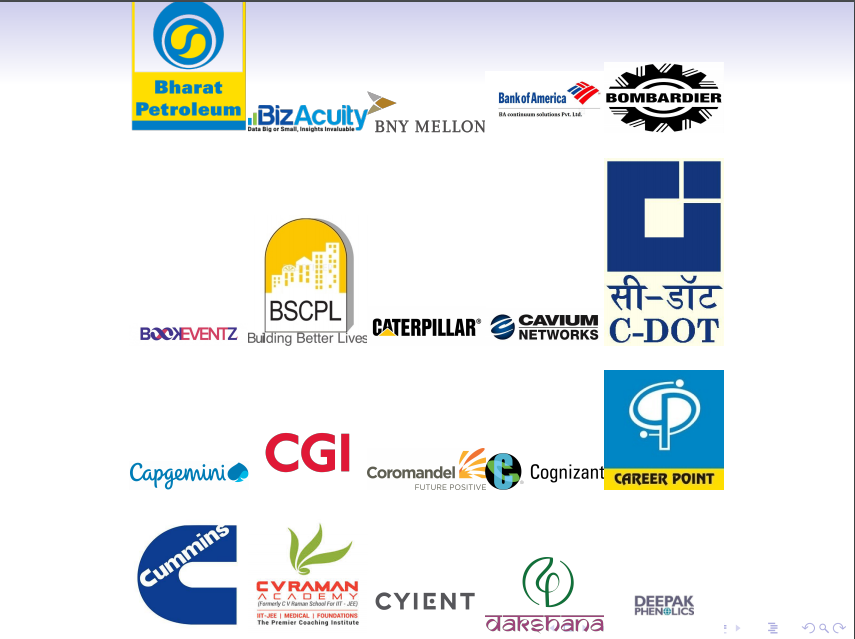 Bharat
Petroleum
BizAcuity
Data Big or Small, Insights Invaluable
BNY MELLON
Bank of America
BA continuum solutions Pvt. Ltd.
BOMBARDIER
BOOKEVENTZ
BSCPL
Building Better Lives
CATERPILLAR®
CAVIUM
NETWORKS
सी-डॉट
C-DOT
Capgemini
CGI
Coromandel
FUTURE POSITIVE
Cognizant
CAREER POINT
Cummins
CVRAMAN
ACADEMY
(Formerly C V Raman School For IIT - JEE)
IIT-JEE | MEDICAL | FOUNDATIONS
The Premier Coaching Institute
CYIENT
dakshana
DEEPAK
PHENOLICS